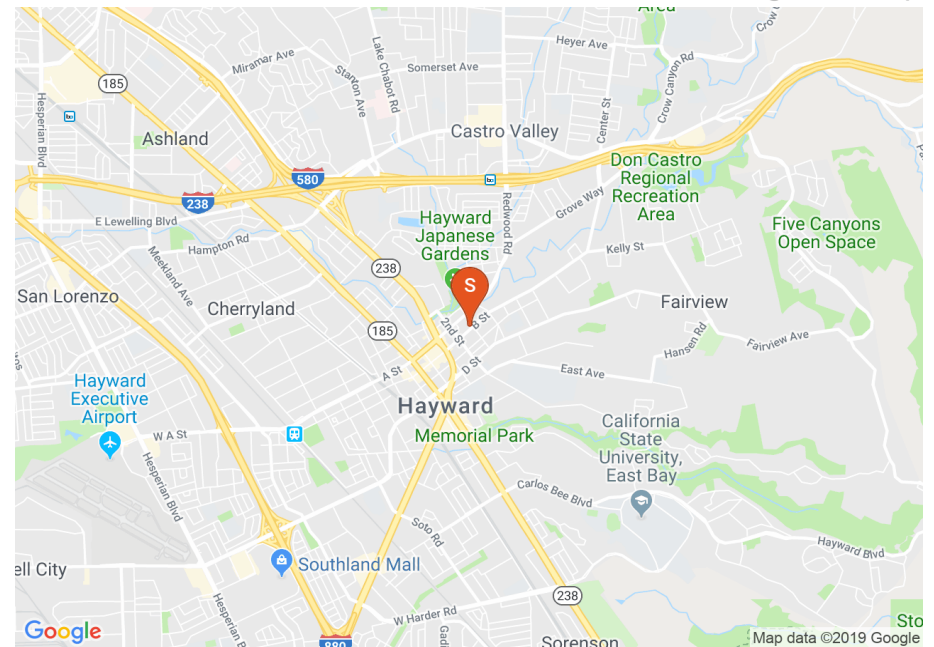 Area
Crow Canyon
Heyer Ave
Miramar Ave
Lake Chabot Rd
Somerset Ave
Stanton Ave
Crow Canyon Rd
185
Hesperian Blvd
Center St
Ashland
Castro Valley
580
238
Don Castro
Regional
Recreation
Area
Redwood Rd
Grove Way
E Lewelling Blvd
Hayward
Japanese
Gardens
Five Canyons
Open Space
Hampton Rd
Kelly St
Meekland Ave
238
San Lorenzo
Cherryland
S
Fairview
B St
2nd St
185
Hansen Rd
Fairview Ave
D St
A St
East Ave
Hayward
Executive
Airport
Hayward
California
State
University,
East Bay
W A St
Memorial Park
Hesperian Blvd
Carlos Bee Blvd
Soto Rd
Hayward Blvd
ell City
Southland Mall
238
W Harder Rd
Hesperian Bl
Gad
Sto
Google
880
Sorenson
Map data ©2019 Google